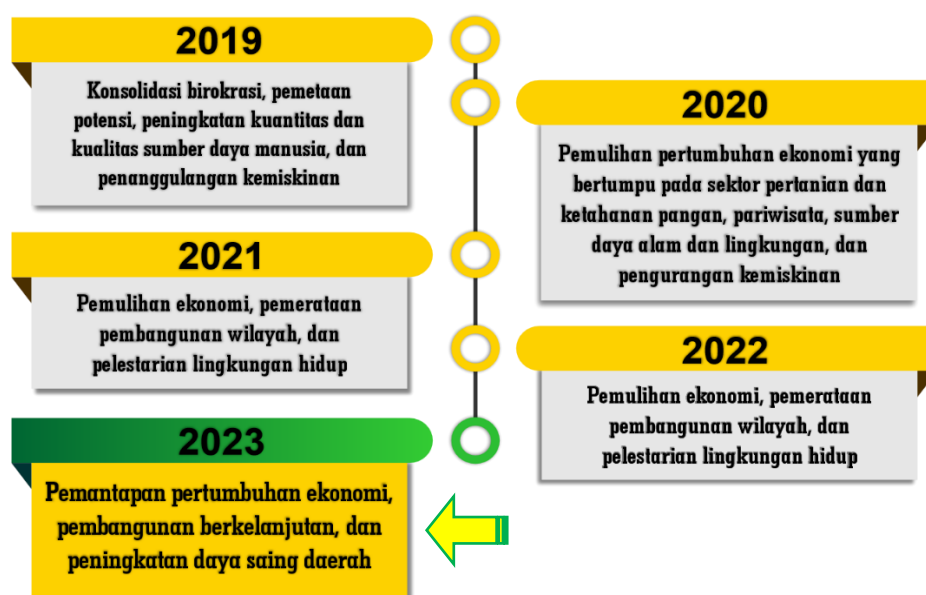 2019
Konsolidasi birokrasi, pemetaan
potensi, peningkatan kuantitas dan
kualitas sumber daya manusia, dan
penanggulangan kemiskinan
2020
Pemulihan pertumbuhan ekonomi yang
bertumpu pada sektor pertanian dan
ketahanan pangan, pariwisata, sumber
daya alam dan lingkungan, dan
pengurangan kemiskinan
2021
Pemulihan ekonomi, pemerataan
pembangunan wilayah, dan
pelestarian lingkungan hidup
2022
Pemulihan ekonomi, pemerataan
pembangunan wilayah, dan
pelestarian lingkungan hidup
2023
Pemantapan pertumbuhan ekonomi,
pembangunan berkelanjutan, dan
peningkatan daya saing daerah